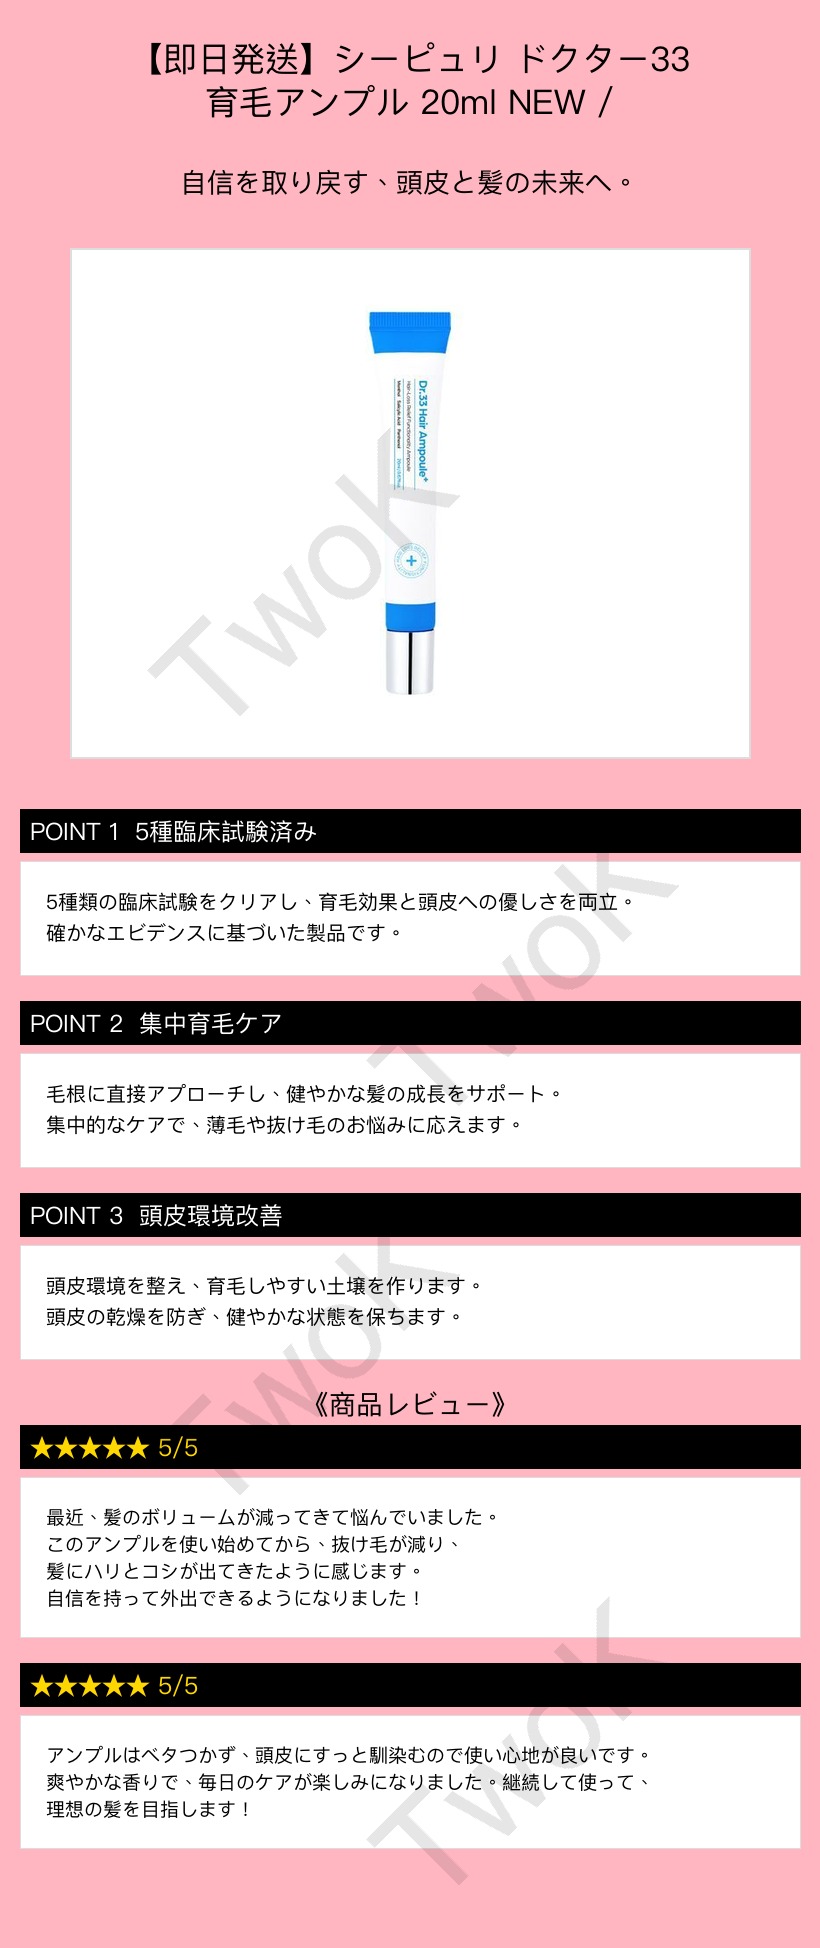 【即日発送】シーピュリ ドクター33
育毛アンプル 20ml NEW /
自信を取り戻す、頭皮と髪の未来へ。
Dr.33 Hair Ampoule+
Hair-Loss Relief Functionality Ampoule
Menthol Salicylic Acid Panthenol
TwoK
POINT 1 5種臨床試験済み
5種類の臨床試験をクリアし、育毛効果と頭皮への優しさを両立。
確かなエビデンスに基づいた製品です。
TwoK
POINT 2 集中育毛ケア
毛根に直接アプローチし、健やかな髪の成長をサポート。
集中的なケアで、薄毛や抜け毛のお悩みに応えます。
POINT 3 頭皮環境改善
頭皮環境を整え、育毛しやすい土壌を作ります。
頭皮の乾燥を防ぎ、健やかな状態を保ちます。
TwoK
《商品レビュー》
★★★★★ 5/5
最近、髪のボリュームが減ってきて悩んでいました。
このアンプルを使い始めてから、抜け毛が減り、
髪にハリとコシが出てきたように感じます。
自信を持って外出できるようになりました！
★★★★★ 5/5
アンプルはベタつかず、頭皮にすっと馴染むので使い心地が良いです。
爽やかな香りで、毎日のケアが楽しみになりました。継続して使って、
理想の髪を目指します！
TwoK